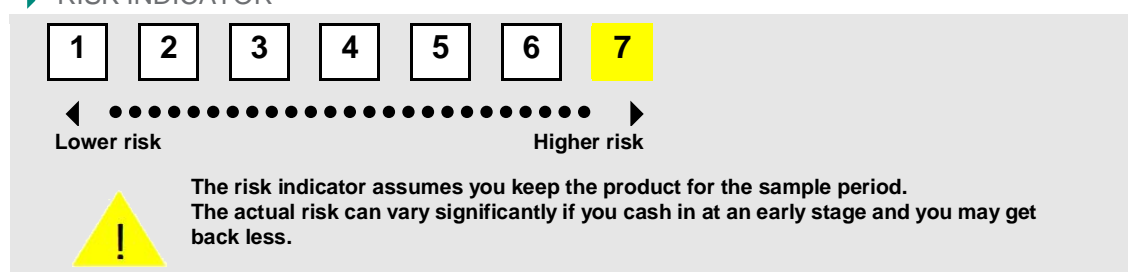 RISK INDICATOR
1 2 3 4 5 6 7
Lower risk Higher risk
!
The risk indicator assumes you keep the product for the sample period.
The actual risk can vary significantly if you cash in at an early stage and you may get
back less.